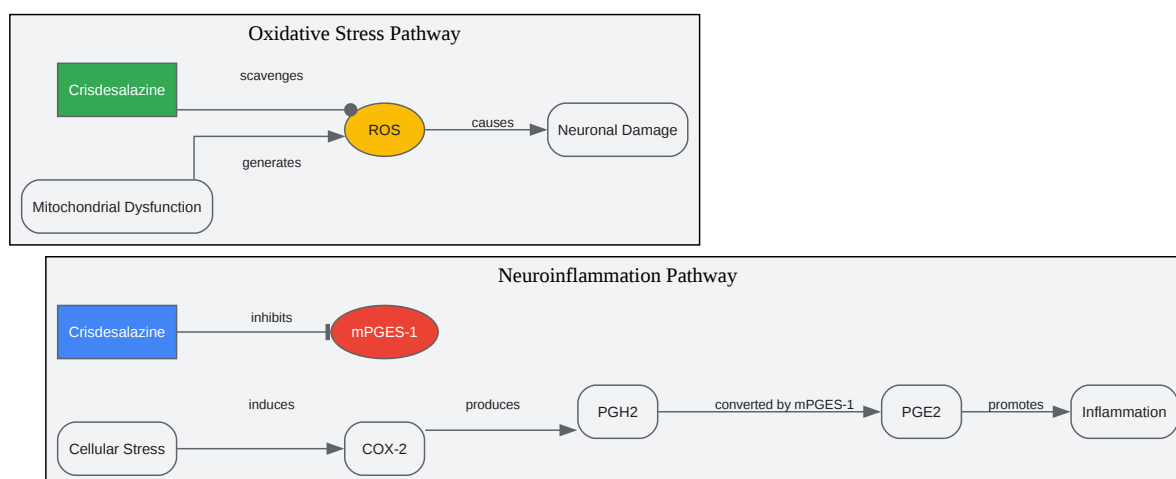 Oxidative Stress Pathway
Crisdesalazine
scavenges
ROS
causes
Neuronal Damage
generates
Mitochondrial Dysfunction
Neuroinflammation Pathway
Crisdesalazine
inhibits
mPGES-1
Cellular Stress
induces
COX-2
produces
PGH2
converted by mPGES-1
PGE2
promotes
Inflammation